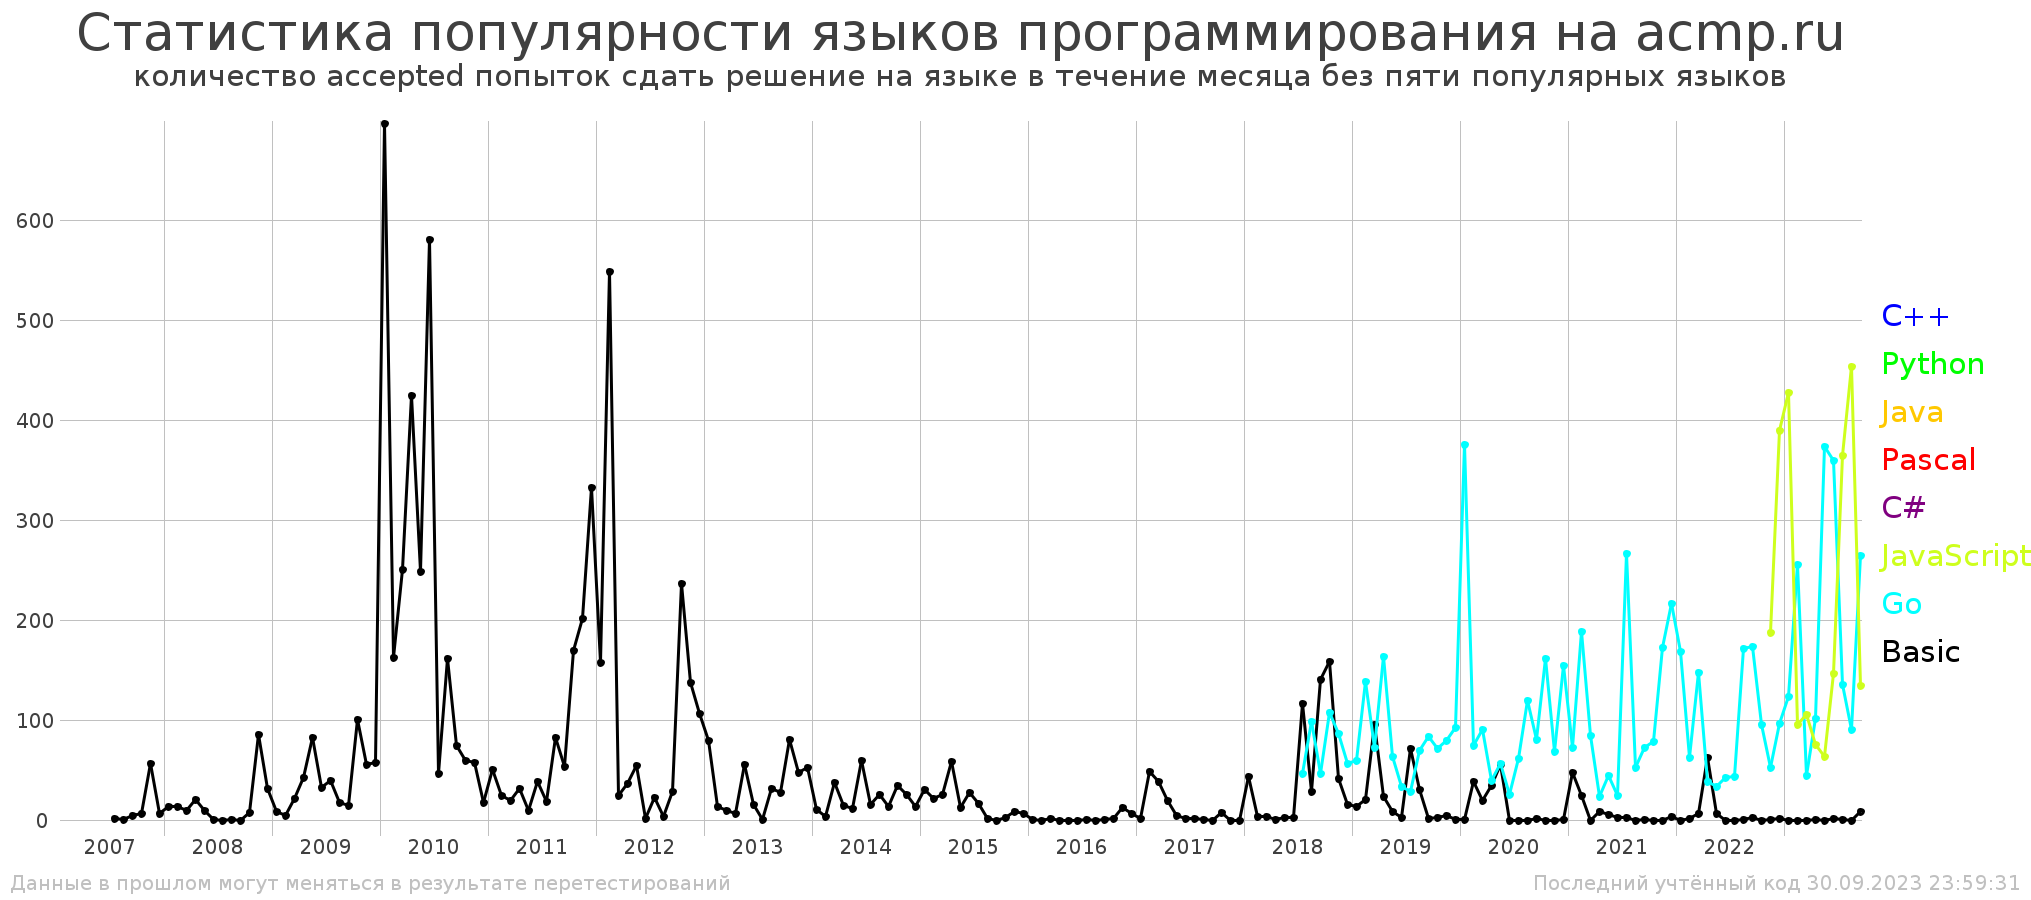 Статистика популярности языков программирования на acmp.ru
количество accepted попыток сдать решение на языке в течение месяца без пяти популярных языков
600
500
400
300
200
100
0
C++
Python
Java
Pascal
C#
JavaScript
Go
Basic
2007 2008 2009 2010 2011 2012 2013 2014 2015 2016 2017 2018 2019 2020 2021 2022
Данные в прошлом могут меняться в результате перетестирований
Последний учтённый код 30.09.2023 23:59:31